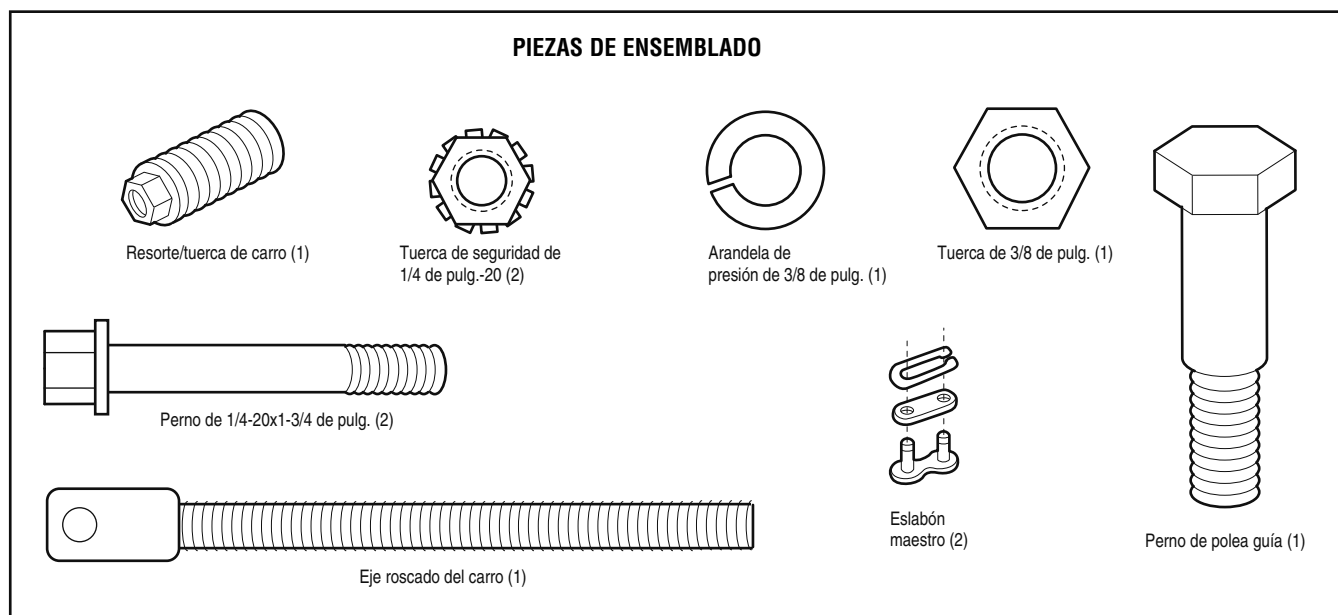 PIEZAS DE ENSEMBLADO
Resorte/tuerca de carro (1)
Tuerca de seguridad de
1/4 de pulg.-20 (2)
Arandela de
presión de 3/8 de pulg. (1)
Tuerca de 3/8 de pulg. (1)
Perno de 1/4-20x1-3/4 de pulg. (2)
Eslabón
maestro (2)
Perno de polea guía (1)
Eje roscado del carro (1)